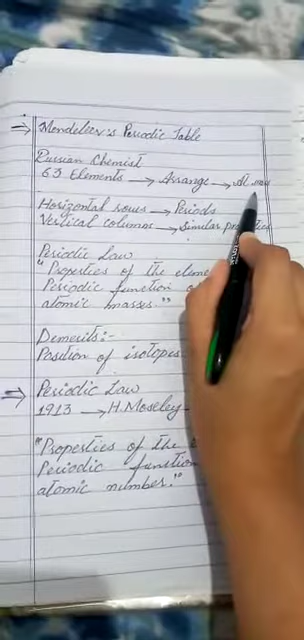 ⇒ Mendeleev's Periodic Table
Russian Chemist
63 Elements → Arrange → At. mass
Horizontal rows → Periods
Vertical columns → Similar
Periodic Law
"Properties of the
Periodic function
atomic masses."
Demerits:-
Position of isotopes
⇒ Periodic Law
1913 → H. Moseley
"Properties of the
Periodic function
atomic number."